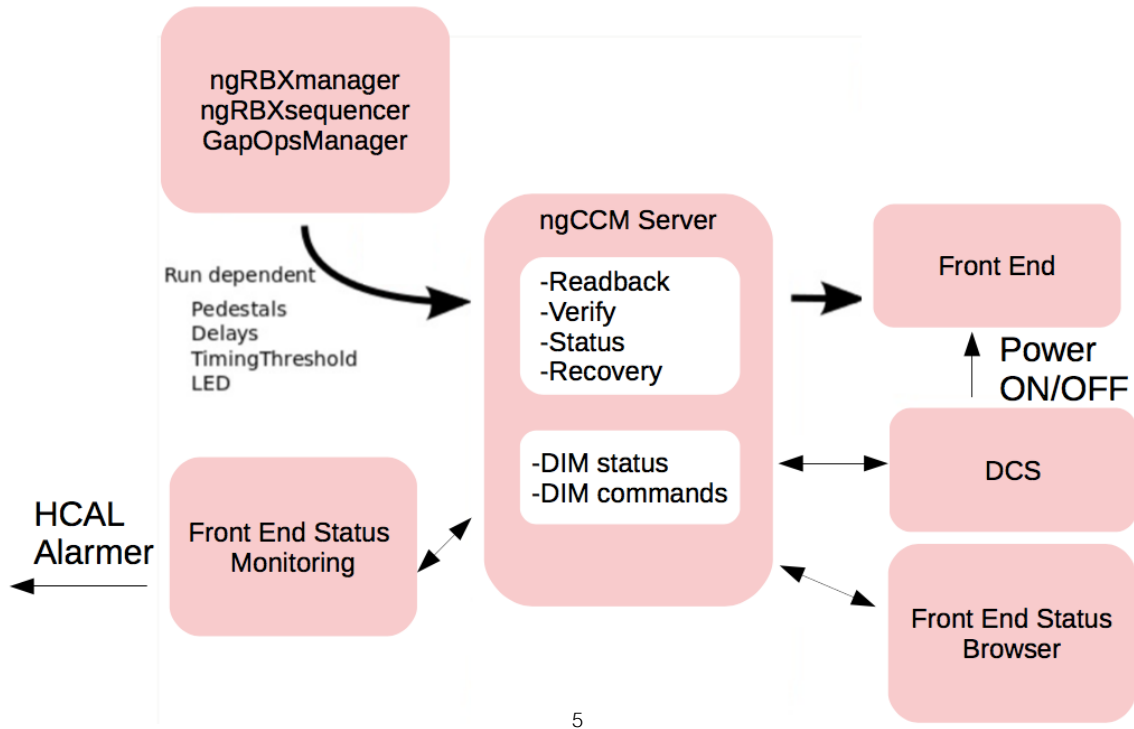 ngRBXmanager
ngRBXsequencer
GapOpsManager
Run dependent
Pedestals
Delays
TimingThreshold
LED
ngCCM Server
-Readback
-Verify
-Status
-Recovery
-DIM status
-DIM commands
Front End
Power
ON/OFF
DCS
HCAL
Alarmer
Front End Status
Monitoring
Front End Status
Browser
5